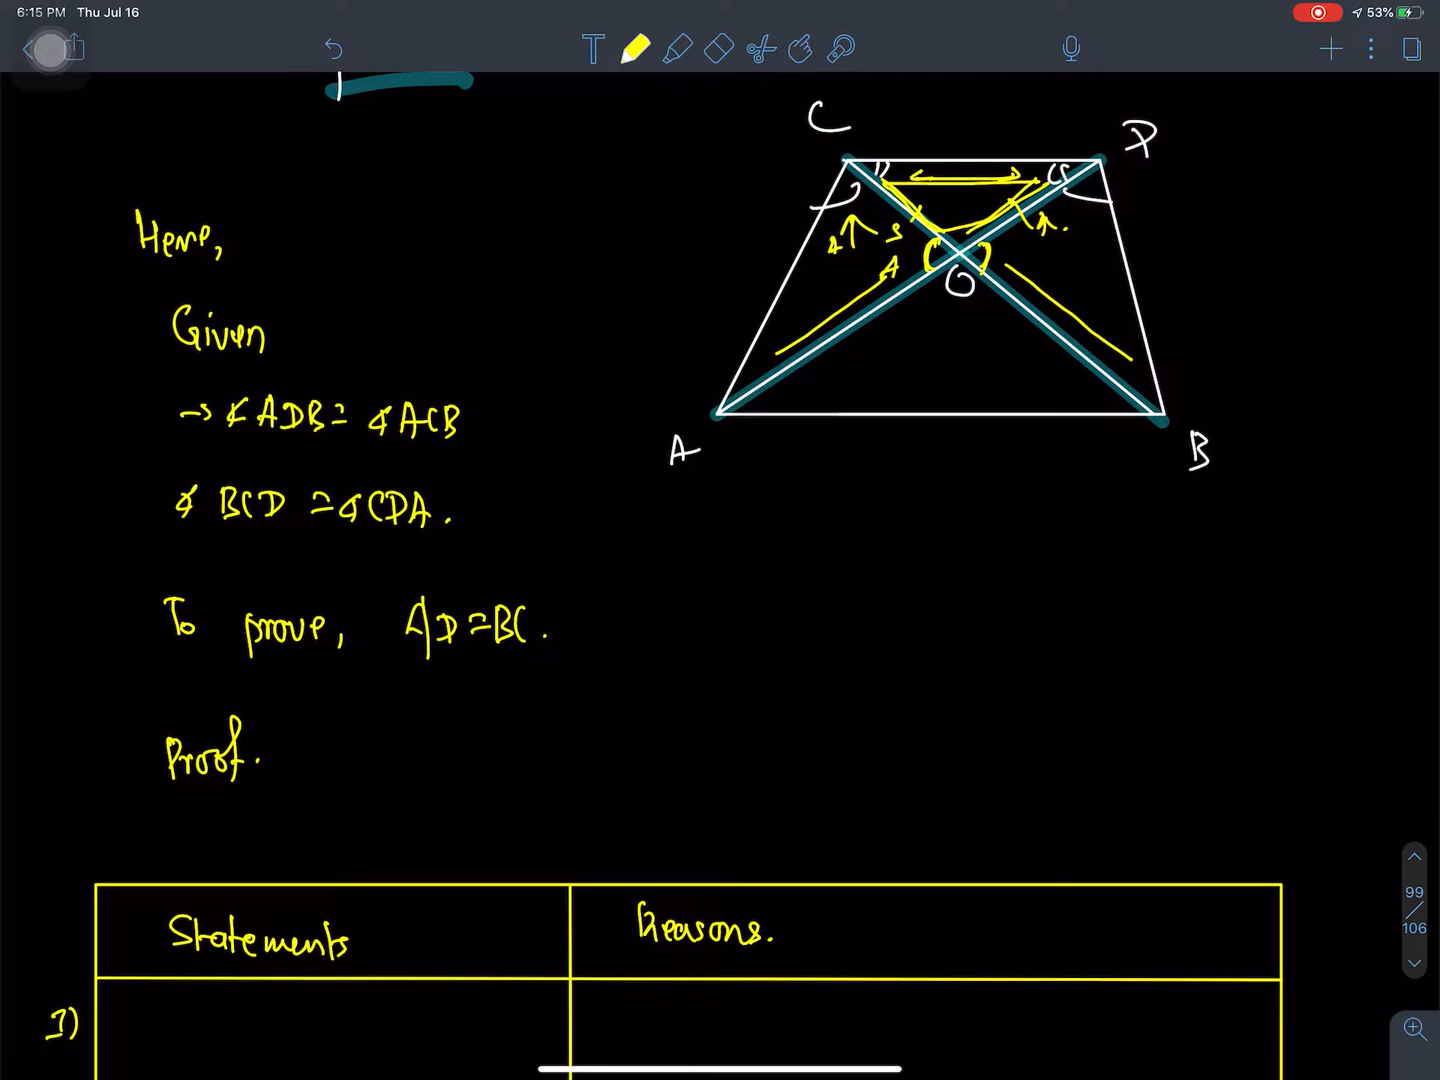 6:15 PM Thu Jul 16
53%
T
C
D
Here,
Given
→ ∢ ADB = ∢ ACB
∢ BCD = ∢ CDA.
To prove, AD = BC.
Proof.
S
A
O
A
B
99
106
Statements
Reasons.
1)